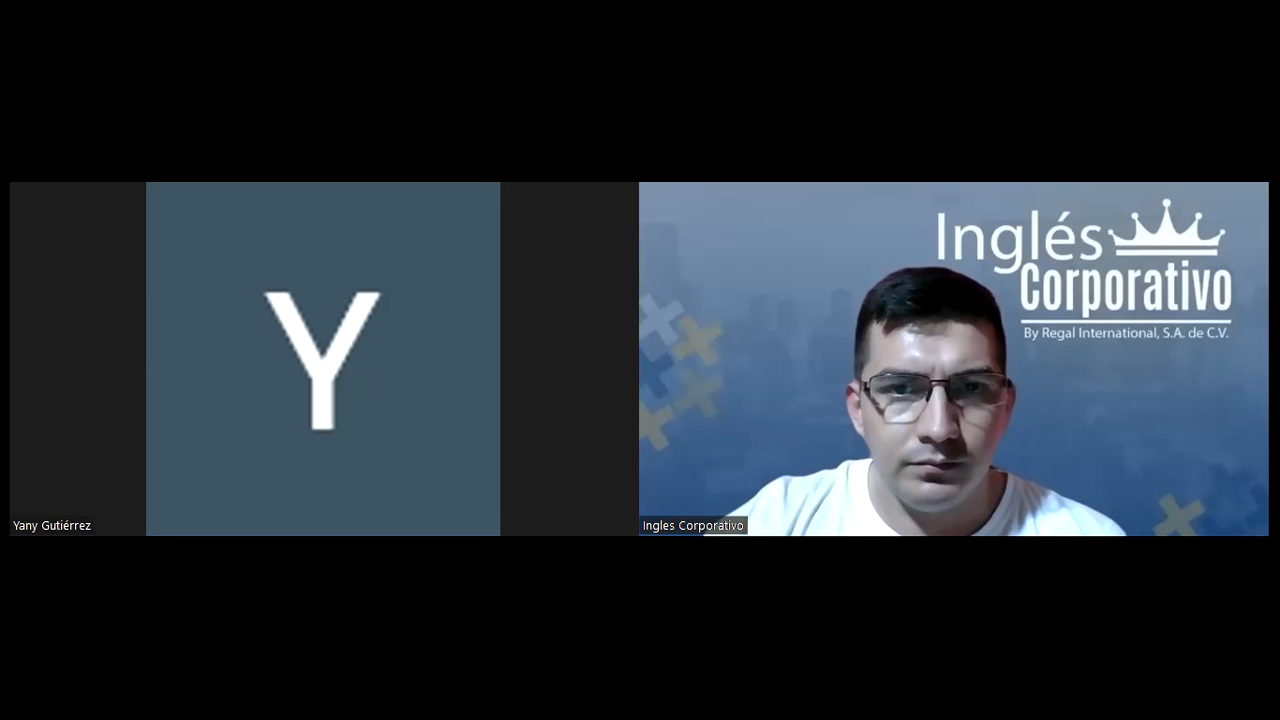 Y
Yany Gutiérrez
Inglés
Corporativo
By Regal International, S.A. de C.V.
Ingles Corporativo